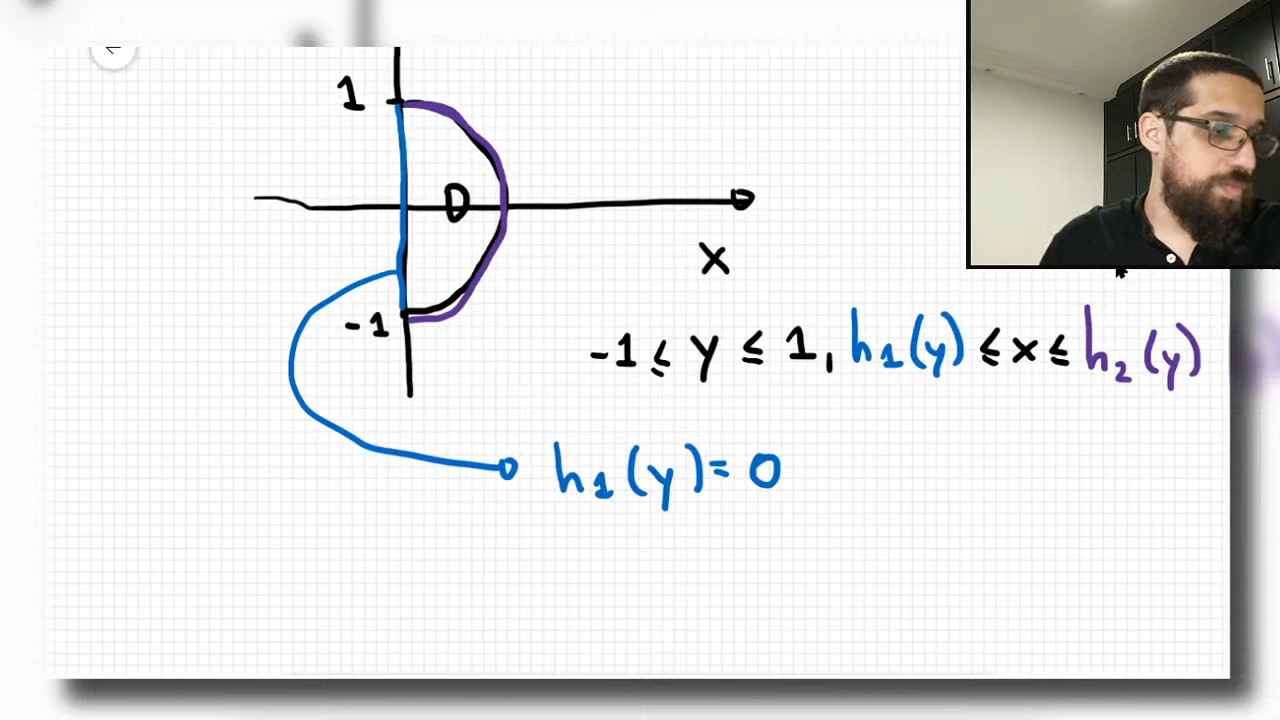 1
D
x
-1
-1 ≤ y ≤ 1, h₁(y) ≤ x ≤ h₂(y)
h₁(y) = 0